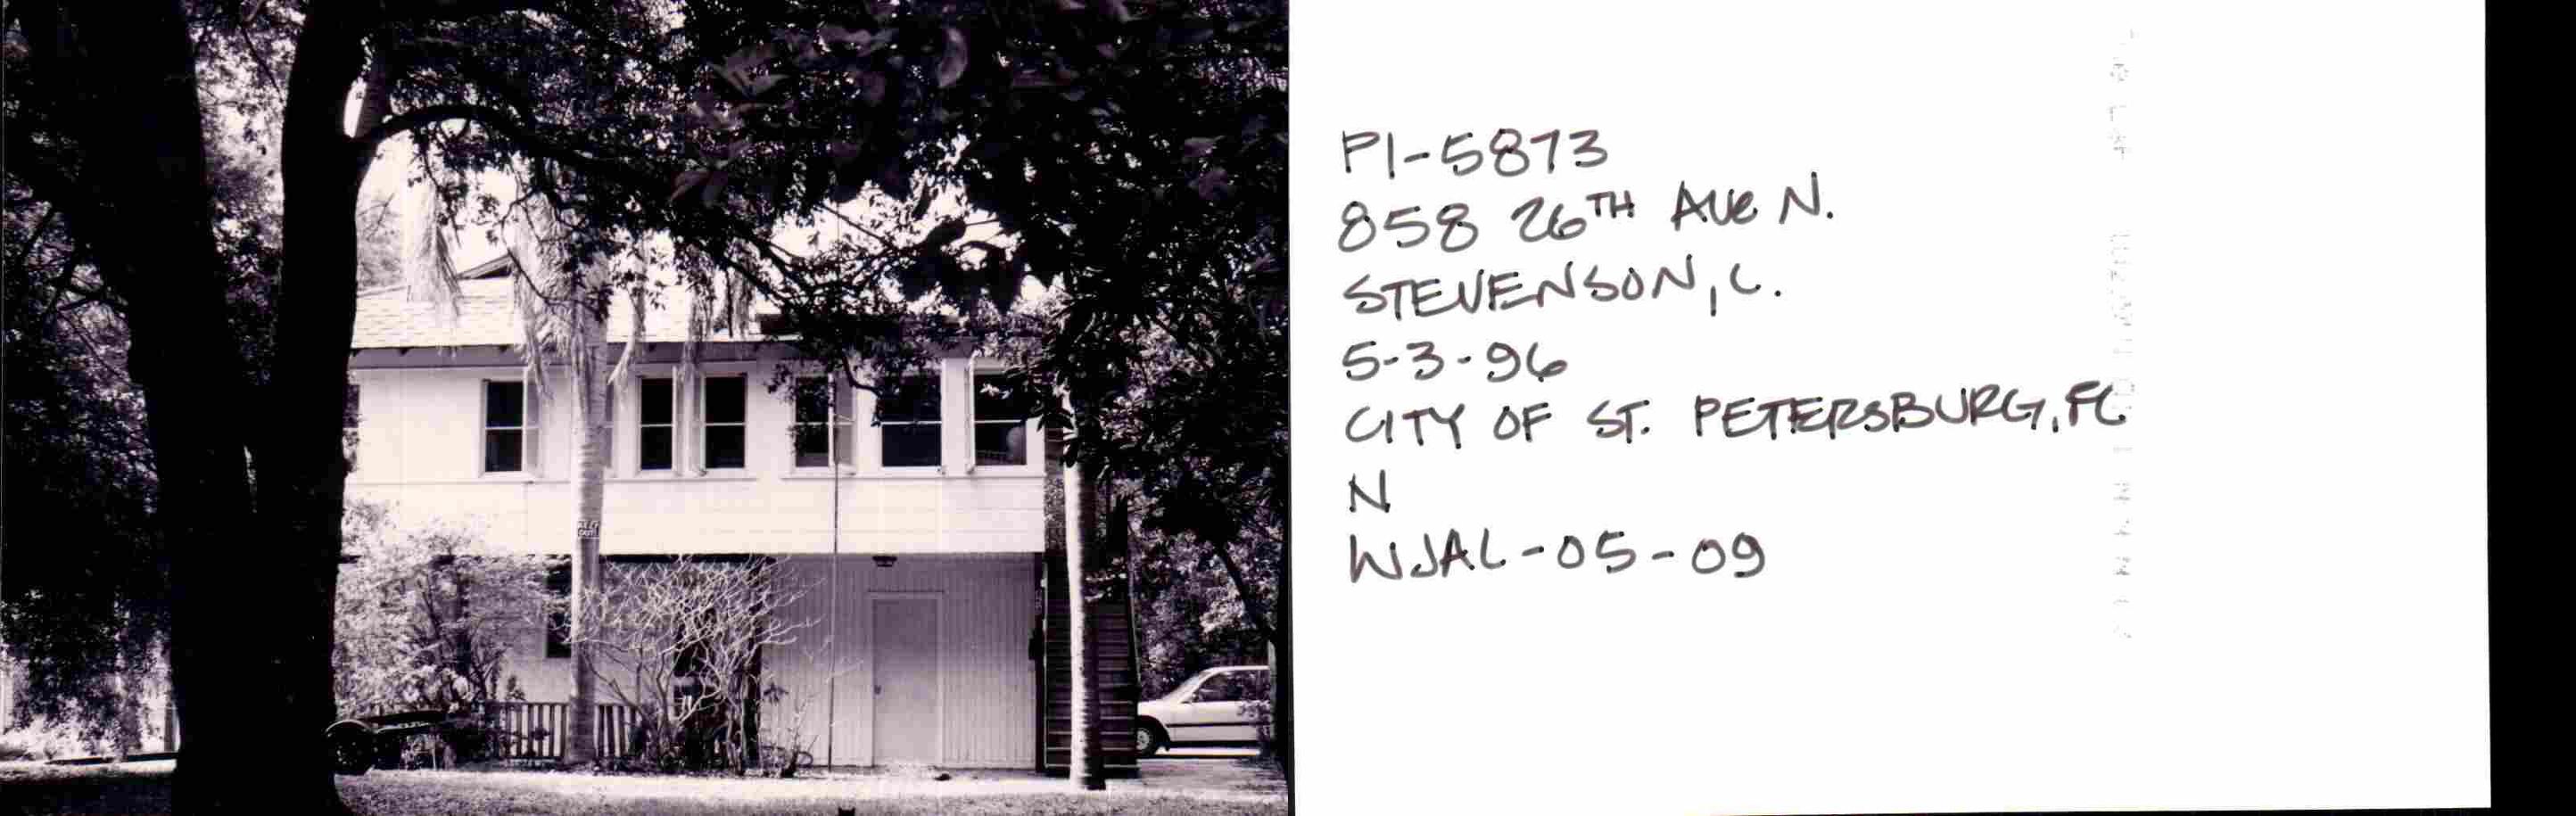 PI-5873
858 26TH AVE N.
STEVENSON, C.
5-3-96
CITY OF ST. PETERSBURG, FL
N
WJAL-05-09